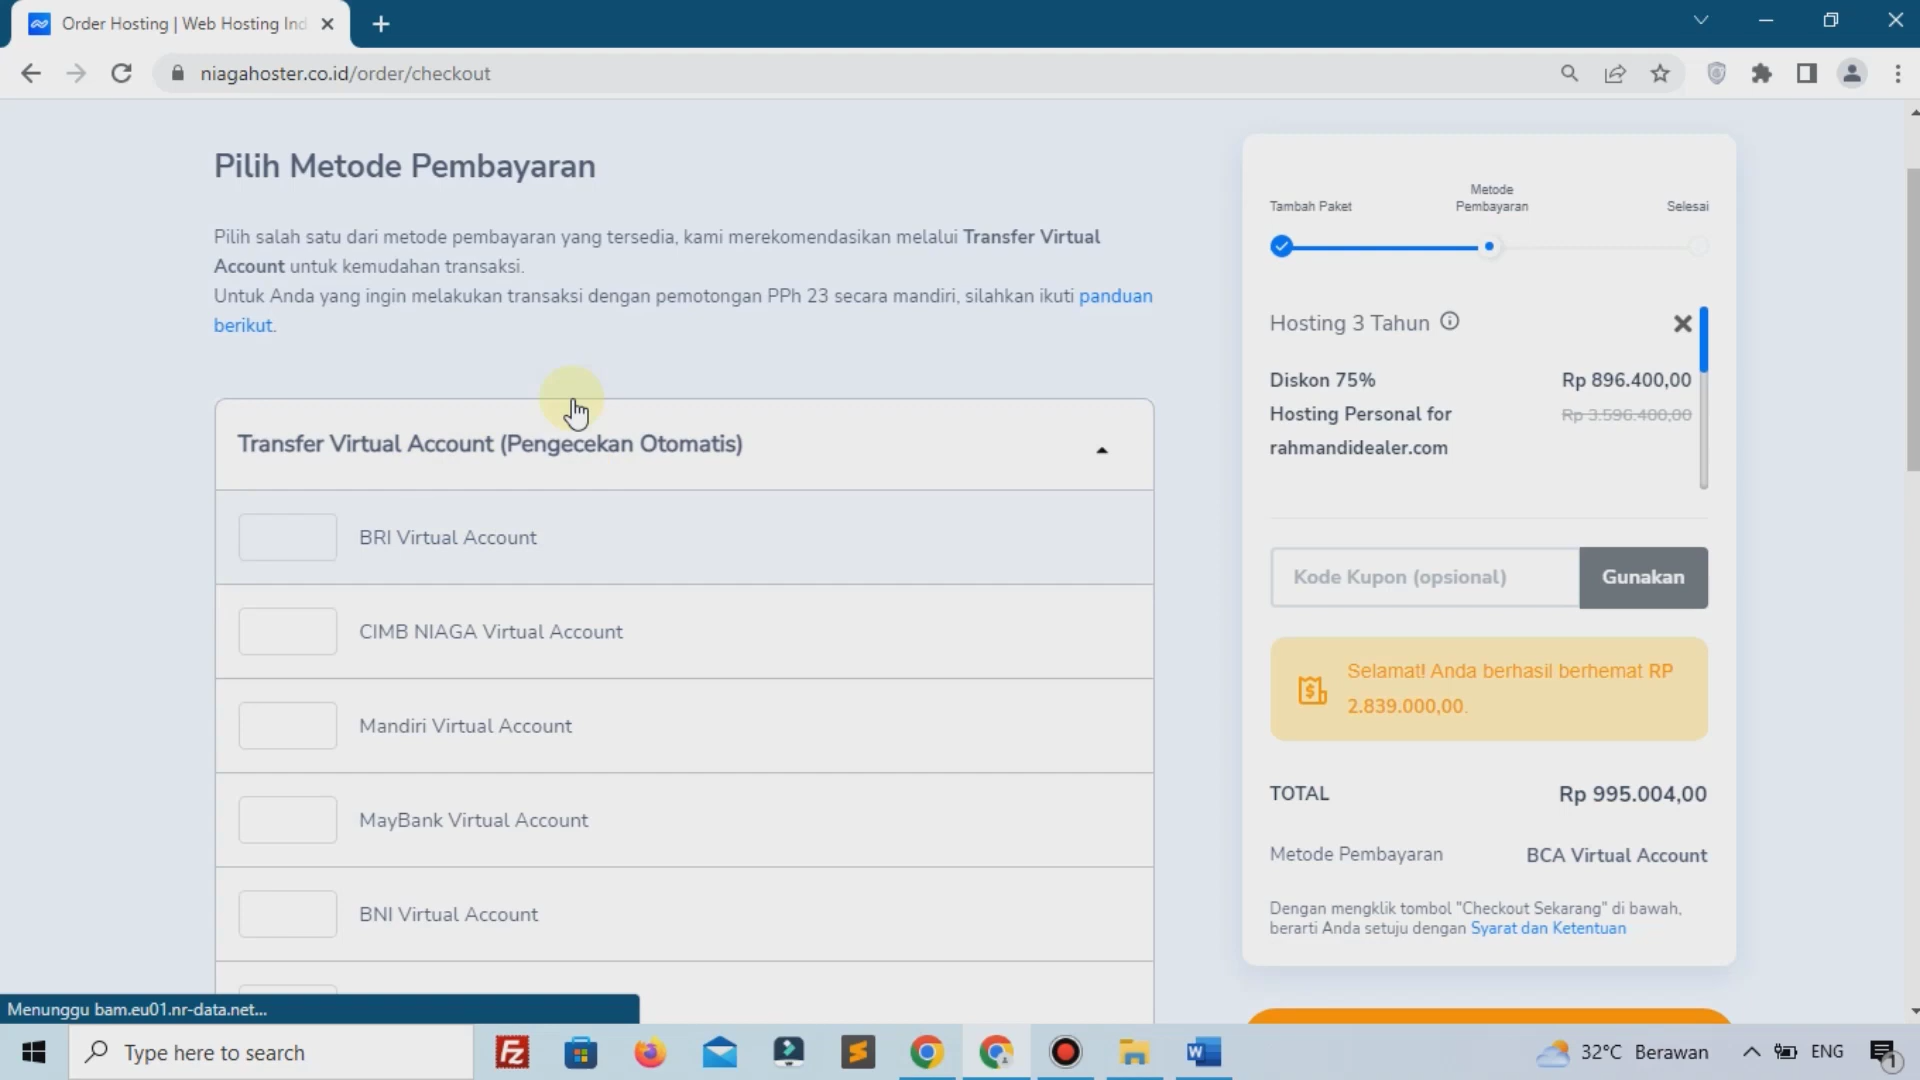 Order Hosting | Web Hosting Ind
niagahoster.co.id/order/checkout
Pilih Metode Pembayaran
Pilih salah satu dari metode pembayaran yang tersedia, kami merekomendasikan melalui Transfer Virtual
Account untuk kemudahan transaksi.
Untuk Anda yang ingin melakukan transaksi dengan pemotongan PPh 23 secara mandiri, silahkan ikuti panduan
berikut.
Transfer Virtual Account (Pengecekan Otomatis)
BRI Virtual Account
CIMB NIAGA Virtual Account
Mandiri Virtual Account
MayBank Virtual Account
BNI Virtual Account
Tambah Paket
Metode
Pembayaran
Selesai
Hosting 3 Tahun
Diskon 75% Rp 896.400,00
Hosting Personal for Rp 3.596.400,00
rahmandidealer.com
Kode Kupon (opsional) Gunakan
Selamat! Anda berhasil berhemat RP
2.839.000,00.
TOTAL Rp 995.004,00
Metode Pembayaran BCA Virtual Account
Dengan mengklik tombol "Checkout Sekarang" di bawah,
berarti Anda setuju dengan Syarat dan Ketentuan
Menunggu bam.eu01.nr-data.net...
Type here to search
Fz
S
W
32°C Berawan
ENG
1